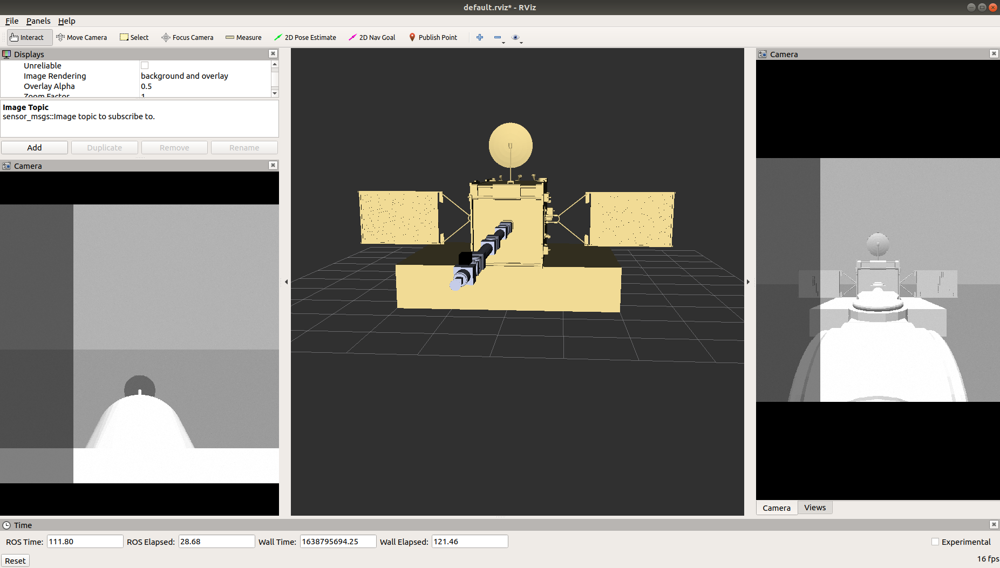 default.rviz* - RViz
File Panels Help
Interact Move Camera Select Focus Camera Measure 2D Pose Estimate 2D Nav Goal Publish Point
Displays
Unreliable
Image Rendering background and overlay
Overlay Alpha 0.5
Zoom Factor 1
Image Topic
sensor_msgs::Image topic to subscribe to.
Add Duplicate Remove Rename
Camera
Camera
Camera Views
Time
ROS Time: 111.80 ROS Elapsed: 28.68 Wall Time: 1638795694.25 Wall Elapsed: 121.46 Experimental
Reset 16 fps